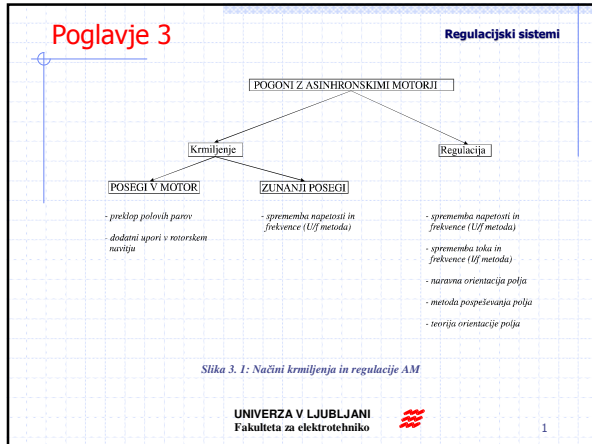 Poglavje 3
Regulacijski sistemi
POGONI Z ASINHRONSKIMI MOTORJI
Krmiljenje
Regulacija
POSEGI V MOTOR
ZUNANJI POSEGI
- preklop polovih parov
- dodatni upori v rotorskem
navitju
- sprememba napetosti in
frekvence (U/f metoda)
- sprememba napetosti in
frekvence (U/f metoda)
- sprememba toka in
frekvence (I/f metoda)
- naravna orientacija polja
- metoda pospeševanja polja
- teorija orientacije polja
Slika 3. 1: Načini krmiljenja in regulacije AM
UNIVERZA V LJUBLJANI
Fakulteta za elektrotehniko
1